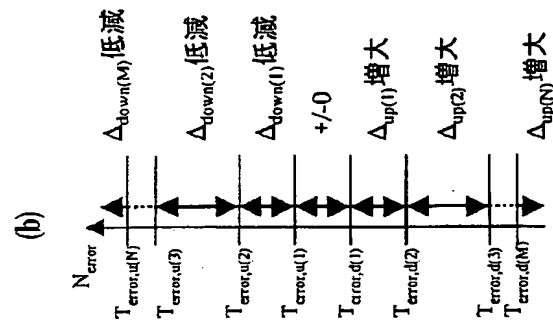 (b)
N_error
Δ_down(M)低減
T_error,u(N)
T_error,u(3)
Δ_down(2)低減
T_error,u(2)
Δ_down(1)低減
T_error,u(1)
+/-0
T_error,d(1)
Δ_up(1)増大
T_error,d(2)
Δ_up(2)増大
T_error,d(3)
T_error,d(M)
Δ_up(N)増大